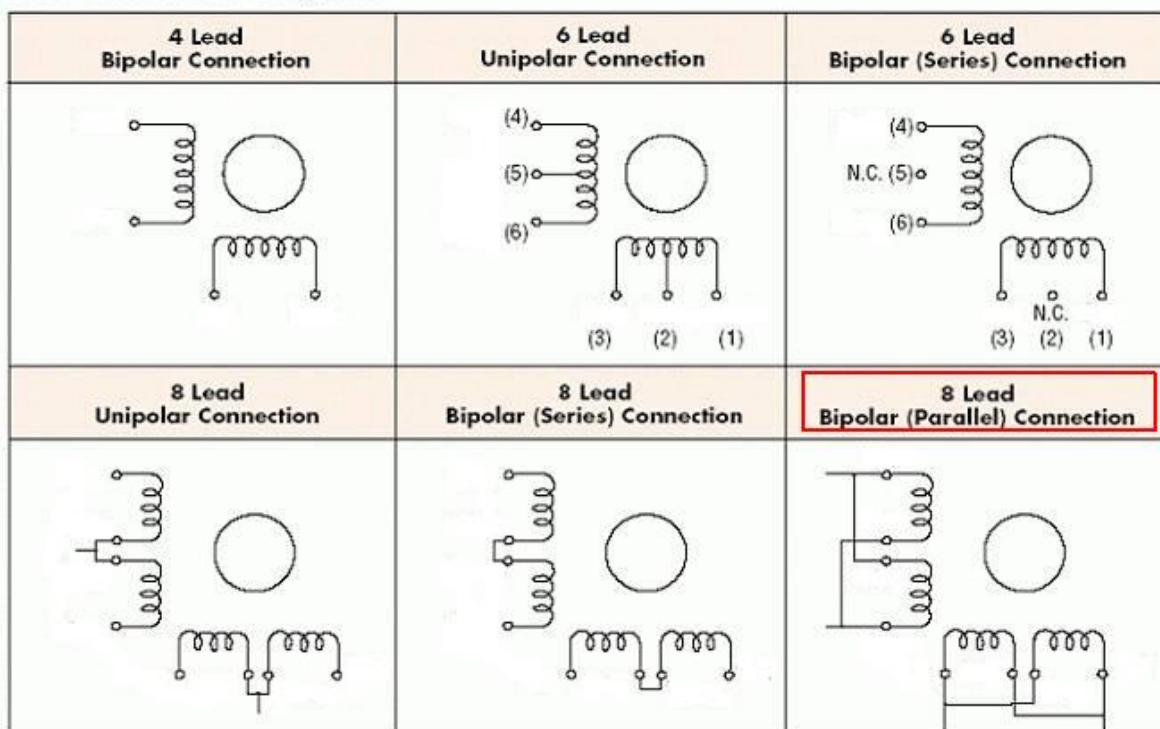 4 Lead
Bipolar Connection
6 Lead
Unipolar Connection
6 Lead
Bipolar (Series) Connection
(4)
(5)
(6)
(3) (2) (1)
(4)
N.C. (5)
(6)
N.C.
(3) (2) (1)
8 Lead
Unipolar Connection
8 Lead
Bipolar (Series) Connection
8 Lead
Bipolar (Parallel) Connection